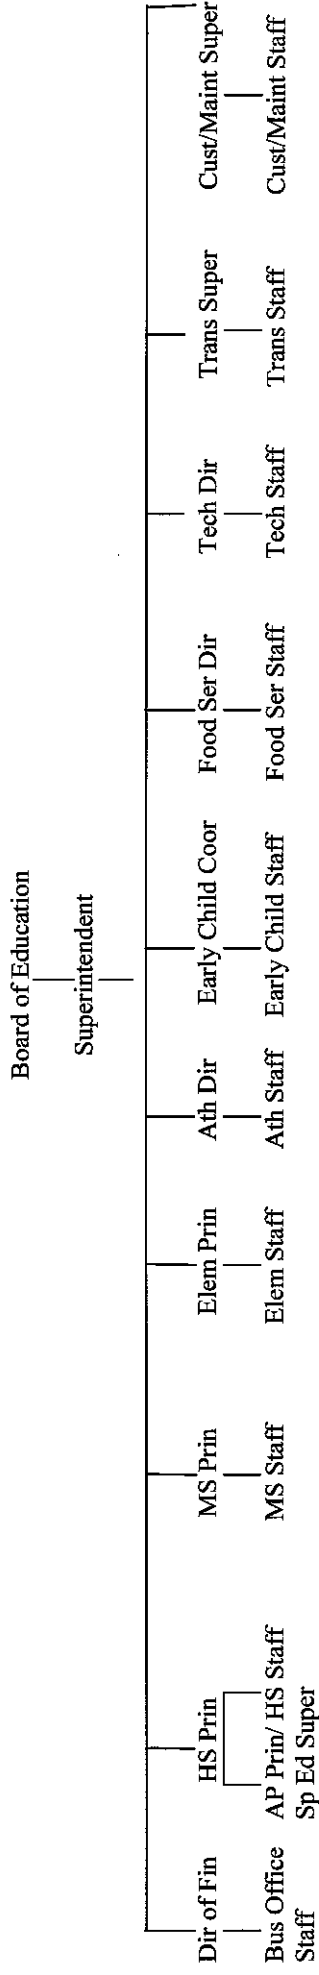 Board of Education
Superintendent
Dir of Fin
HS Prin
MS Prin
Elem Prin
Ath Dir
Early Child Coor
Food Ser Dir
Tech Dir
Trans Super
Cust/Maint Super
Bus Office
Staff
AP Prin/
Sp Ed Super
HS Staff
MS Staff
Elem Staff
Ath Staff
Early Child Staff
Food Ser Staff
Tech Staff
Trans Staff
Cust/Maint Staff